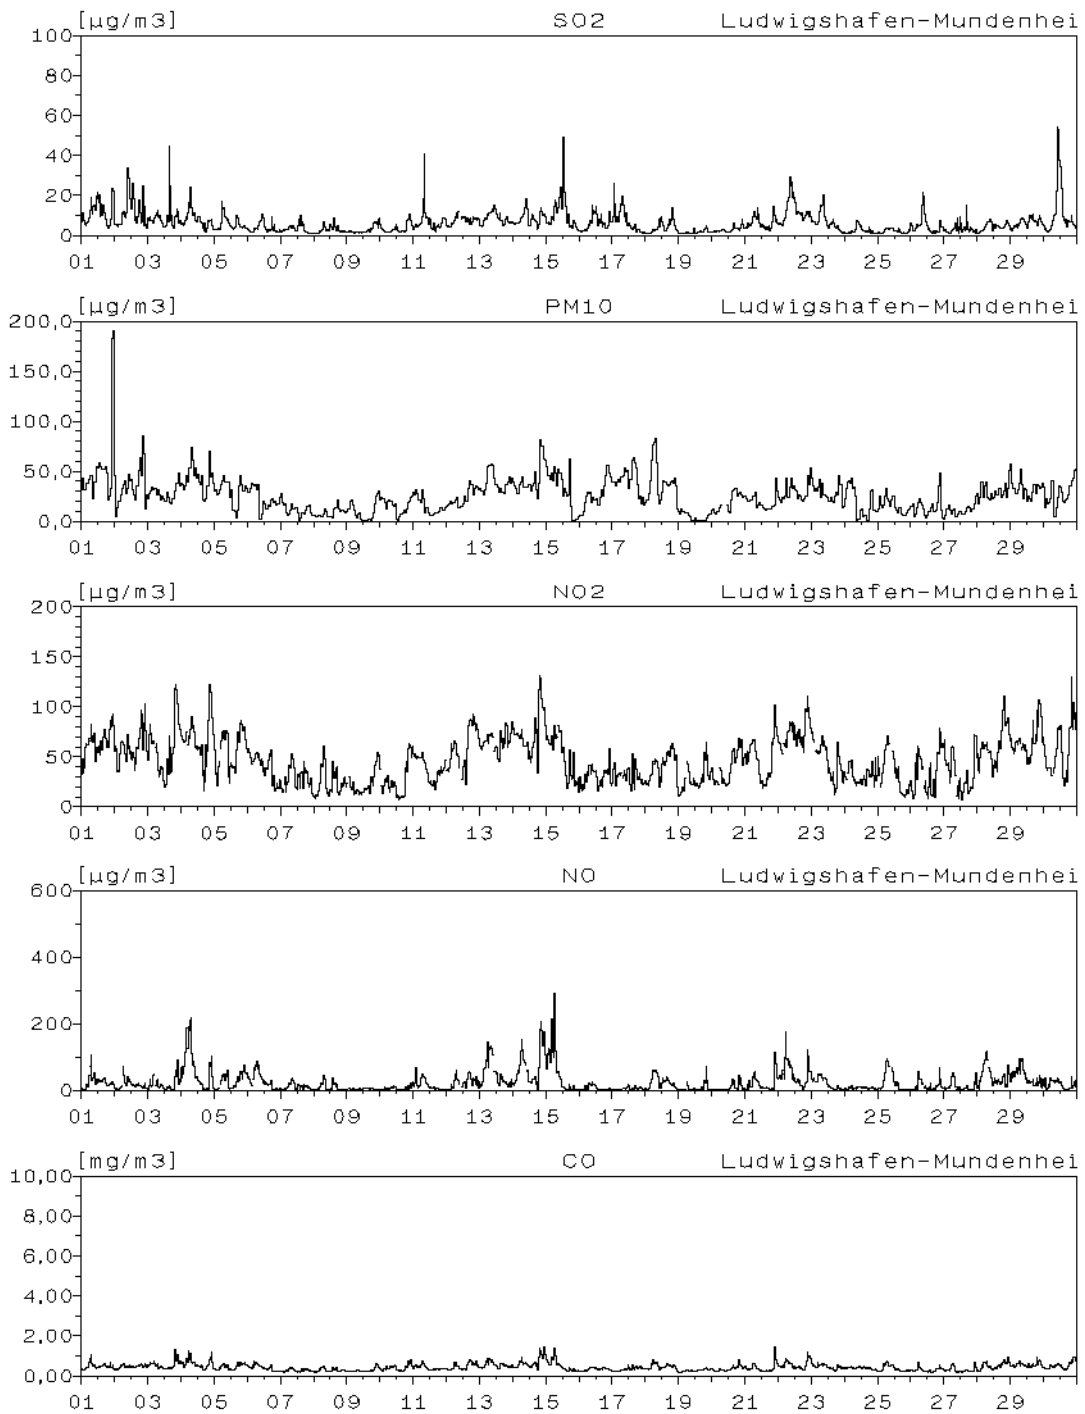 [µg/m3] SO2 Ludwigshafen-Mundenhei
100
80
60
40
20
0
01 03 05 07 09 11 13 15 17 19 21 23 25 27 29
[µg/m3] PM10 Ludwigshafen-Mundenhei
200,0
150,0
100,0
50,0
0,0
01 03 05 07 09 11 13 15 17 19 21 23 25 27 29
[µg/m3] NO2 Ludwigshafen-Mundenhei
200
150
100
50
0
01 03 05 07 09 11 13 15 17 19 21 23 25 27 29
[µg/m3] NO Ludwigshafen-Mundenhei
600
400
200
0
01 03 05 07 09 11 13 15 17 19 21 23 25 27 29
[mg/m3] CO Ludwigshafen-Mundenhei
10,00
8,00
6,00
4,00
2,00
0,00
01 03 05 07 09 11 13 15 17 19 21 23 25 27 29